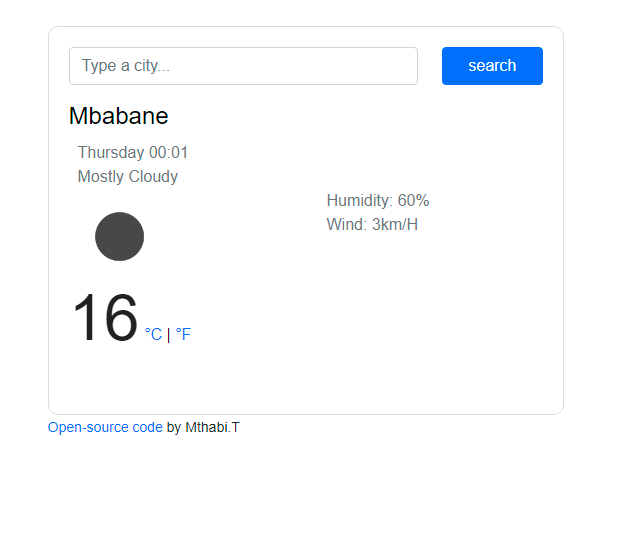 Type a city...
search
Mbabane
Thursday 00:01
Mostly Cloudy
Humidity: 60%
Wind: 3km/H
16 °C | °F
Open-source code by Mthabi.T